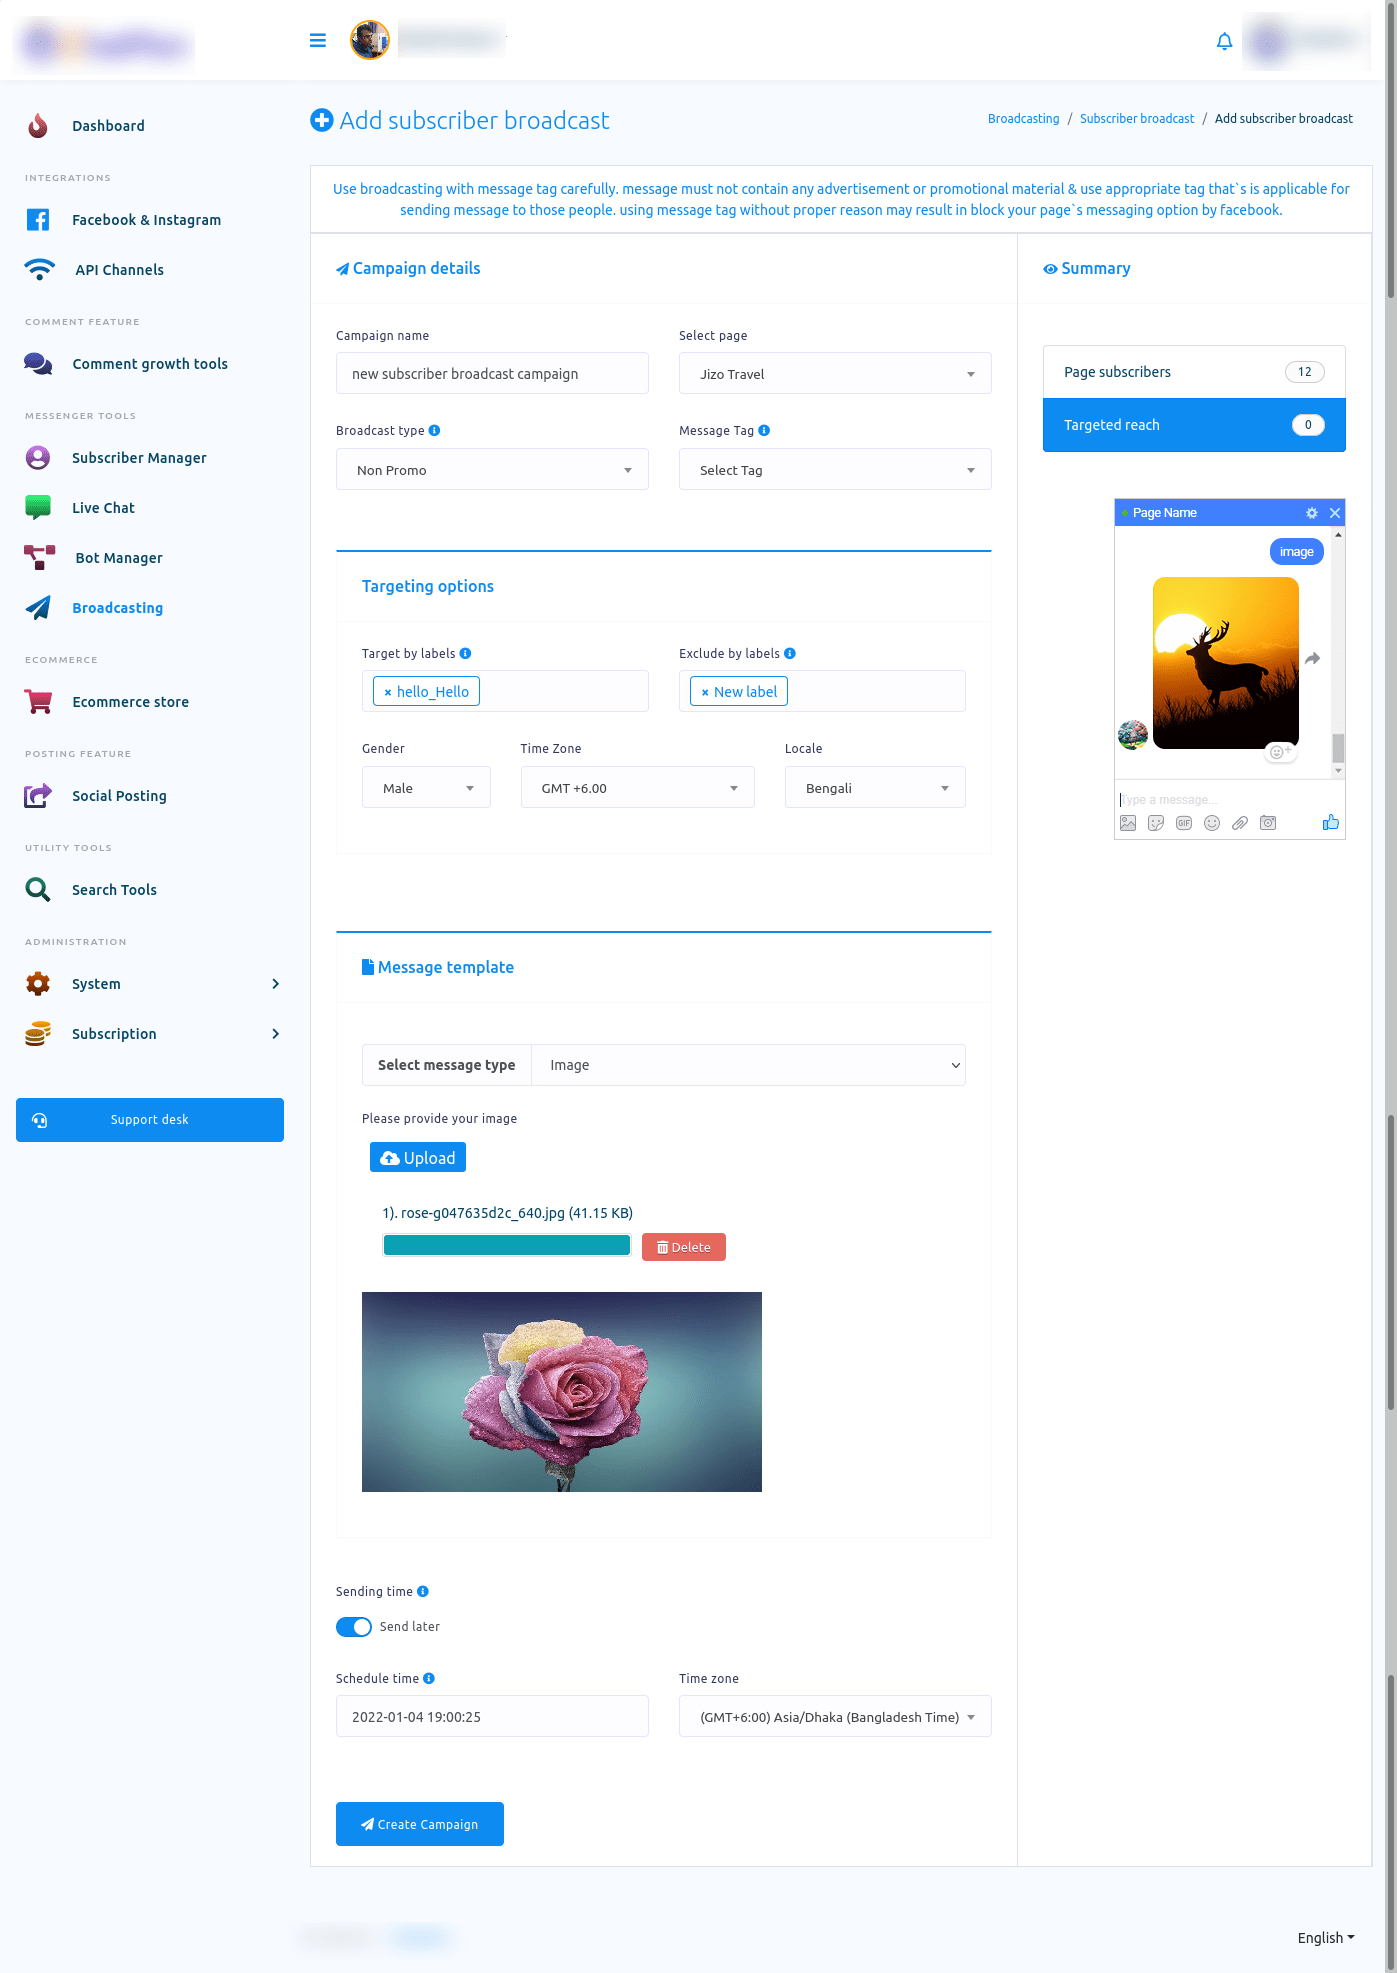 Dashboard
INTEGRATIONS
Facebook & Instagram
API Channels
COMMENT FEATURE
Comment growth tools
MESSENGER TOOLS
Subscriber Manager
Live Chat
Bot Manager
Broadcasting
ECOMMERCE
Ecommerce store
POSTING FEATURE
Social Posting
UTILITY TOOLS
Search Tools
ADMINISTRATION
System
Subscription
Support desk
Add subscriber broadcast
Broadcasting / Subscriber broadcast / Add subscriber broadcast
Use broadcasting with message tag carefully. message must not contain any advertisement or promotional material & use appropriate tag that`s is applicable for
sending message to those people. using message tag without proper reason may result in block your page`s messaging option by facebook.
Campaign details
Campaign name
new subscriber broadcast campaign
Select page
Jizo Travel
Broadcast type
Non Promo
Message Tag
Select Tag
Targeting options
Target by labels
× hello_Hello
Exclude by labels
× New label
Gender
Male
Time Zone
GMT +6.00
Locale
Bengali
Message template
Select message type
Image
Please provide your image
Upload
1). rose-g047635d2c_640.jpg (41.15 KB)
Delete
Sending time
Send later
Schedule time
2022-01-04 19:00:25
Time zone
(GMT+6:00) Asia/Dhaka (Bangladesh Time)
Create Campaign
Summary
Page subscribers 12
Targeted reach 0
Page Name
image
Type a message...
GIF
English